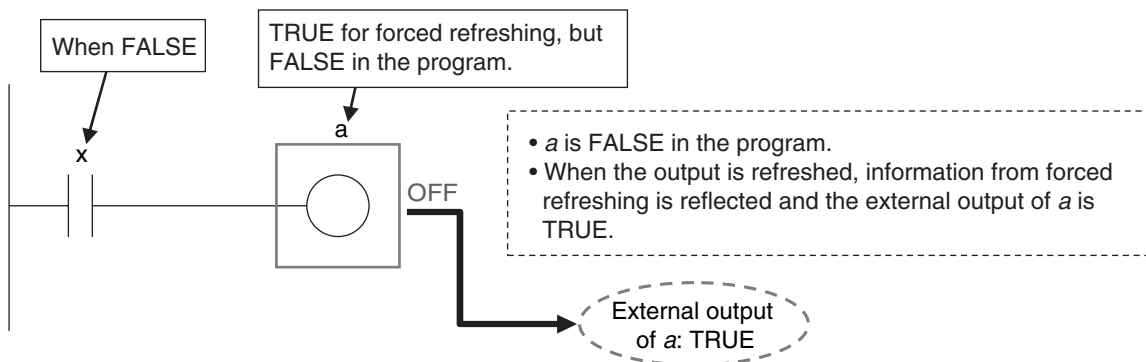 When FALSE
TRUE for forced refreshing, but
FALSE in the program.
x
a
OFF
• a is FALSE in the program.
• When the output is refreshed, information from forced
refreshing is reflected and the external output of a is
TRUE.
External output
of a: TRUE